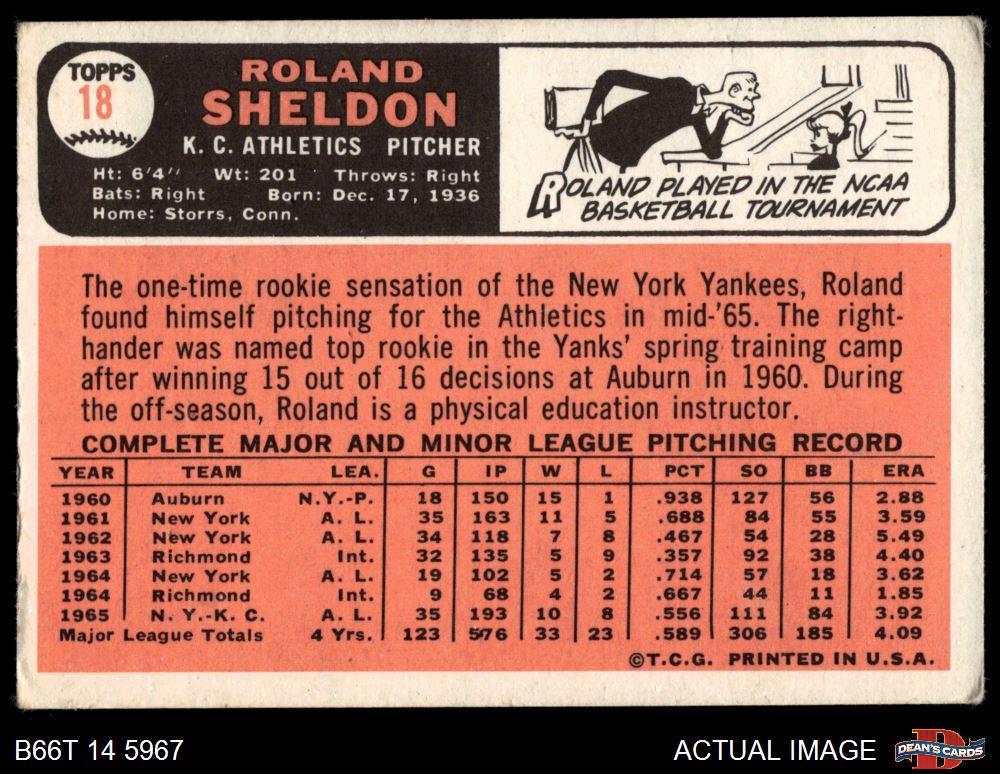 TOPPS
18
ROLAND
SHELDON
K. C. ATHLETICS PITCHER
Ht: 6'4" Wt: 201 Throws: Right
Bats: Right Born: Dec. 17, 1936
Home: Storrs, Conn.
ROLAND PLAYED IN THE NCAA
BASKETBALL TOURNAMENT
The one-time rookie sensation of the New York Yankees, Roland
found himself pitching for the Athletics in mid-'65. The right-
hander was named top rookie in the Yanks' spring training camp
after winning 15 out of 16 decisions at Auburn in 1960. During
the off-season, Roland is a physical education instructor.
COMPLETE MAJOR AND MINOR LEAGUE PITCHING RECORD
YEAR TEAM LEA. G IP W L PCT SO BB ERA
1960 Auburn N.Y.-P. 18 150 15 1 .938 127 56 2.88
1961 New York A. L. 35 163 11 5 .688 84 55 3.59
1962 New York A. L. 34 118 7 8 .467 54 28 5.49
1963 Richmond Int. 32 135 5 9 .357 92 38 4.40
1964 New York A. L. 19 102 5 2 .714 57 18 3.62
1964 Richmond Int. 9 68 4 2 .667 44 11 1.85
1965 N. Y.-K. C. A. L. 35 193 10 8 .556 111 84 3.92
Major League Totals 4 Yrs. 123 576 33 23 .589 306 185 4.09
©T.C.G. PRINTED IN U.S.A.
B66T 14 5967
ACTUAL IMAGE
DEAN'S CARDS